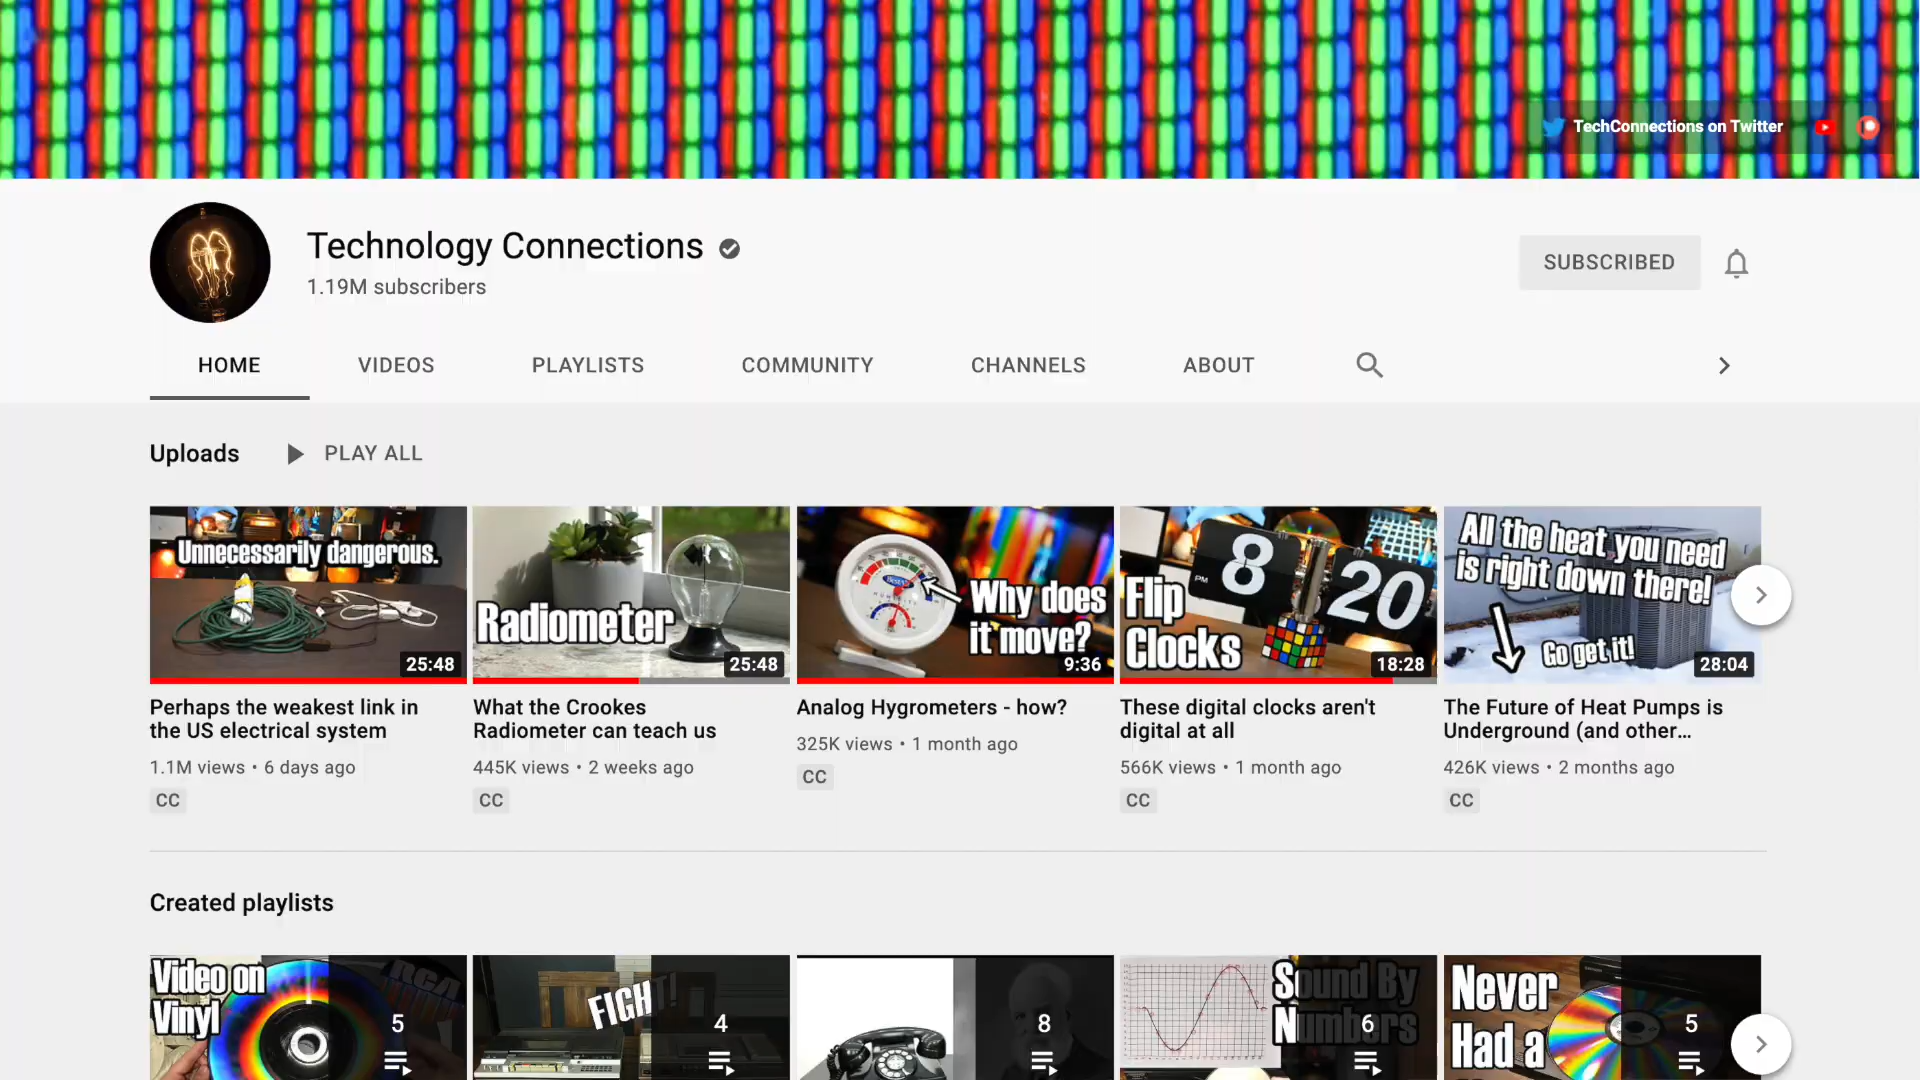 TechConnections on Twitter
Technology Connections
1.19M subscribers
SUBSCRIBED
HOME VIDEOS PLAYLISTS COMMUNITY CHANNELS ABOUT
Uploads PLAY ALL
Unnecessarily dangerous.
25:48
Radiometer
25:48
Why does
it move?
9:36
PM 8 20
Flip
Clocks
18:28
All the heat you need
is right down there!
Go get it!
28:04
Perhaps the weakest link in
the US electrical system
1.1M views • 6 days ago
CC
What the Crookes
Radiometer can teach us
445K views • 2 weeks ago
CC
Analog Hygrometers - how?
325K views • 1 month ago
CC
These digital clocks aren't
digital at all
566K views • 1 month ago
CC
The Future of Heat Pumps is
Underground (and other...
426K views • 2 months ago
CC
Created playlists
Video on
Vinyl
RCA
5
FIGHT!
4
8
Sound By
Numbers
6
Never
Had a
5